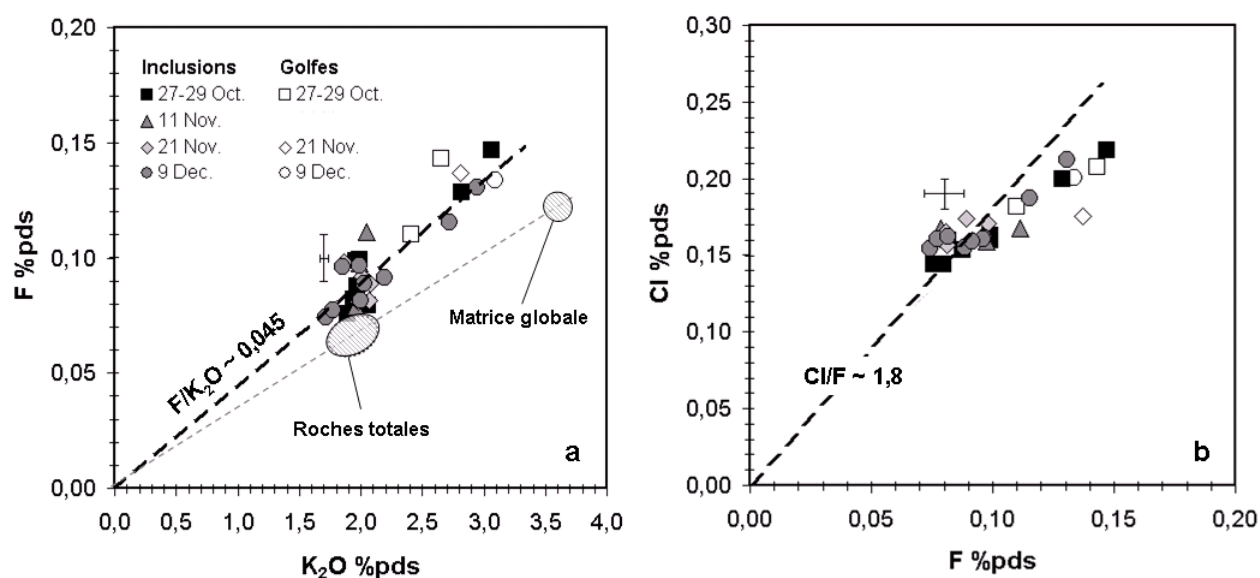 0,20
0,15
0,10
0,05
0,00
F %pds
Inclusions Golfes
27-29 Oct. 27-29 Oct.
11 Nov.
21 Nov. 21 Nov.
9 Dec. 9 Dec.
F/K₂O ~ 0,045
Matrice globale
Roches totales
a
0,0 0,5 1,0 1,5 2,0 2,5 3,0 3,5 4,0
K₂O %pds
0,30
0,25
0,20
0,15
0,10
0,05
0,00
Cl %pds
Cl/F ~ 1,8
b
0,00 0,05 0,10 0,15 0,20
F %pds